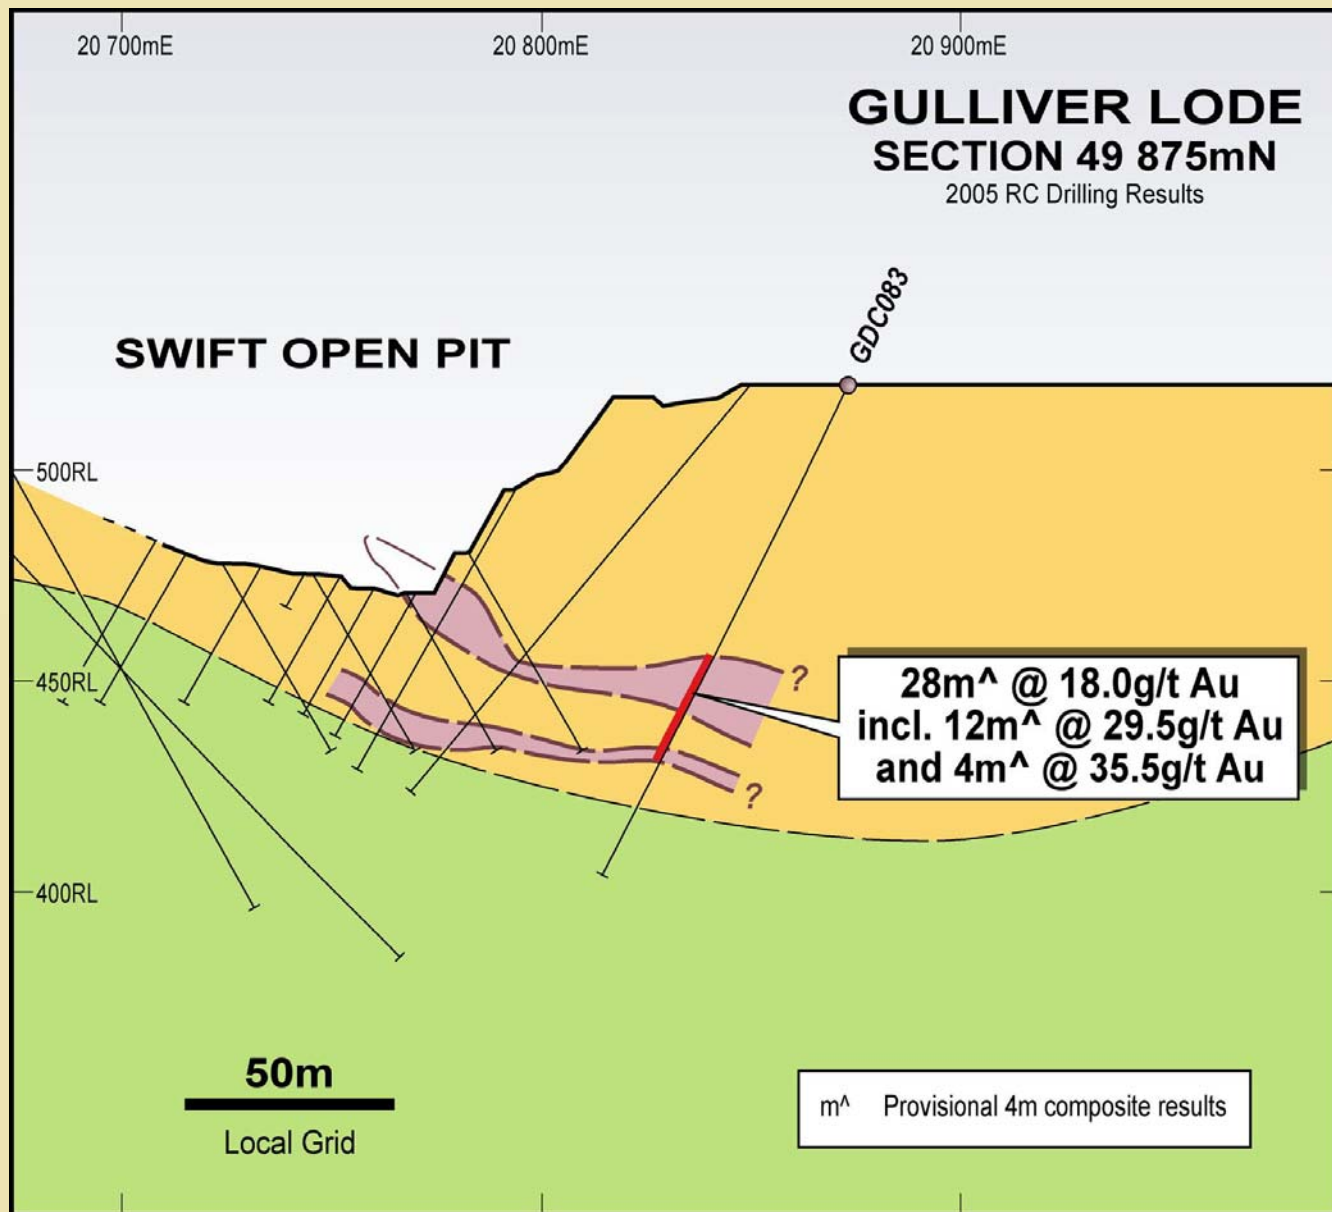 20 700mE
20 800mE
20 900mE
GULLIVER LODE
SECTION 49 875mN
2005 RC Drilling Results
GDC083
SWIFT OPEN PIT
500RL
450RL
?
28m^ @ 18.0g/t Au
incl. 12m^ @ 29.5g/t Au
and 4m^ @ 35.5g/t Au
?
400RL
50m
Local Grid
m^ Provisional 4m composite results